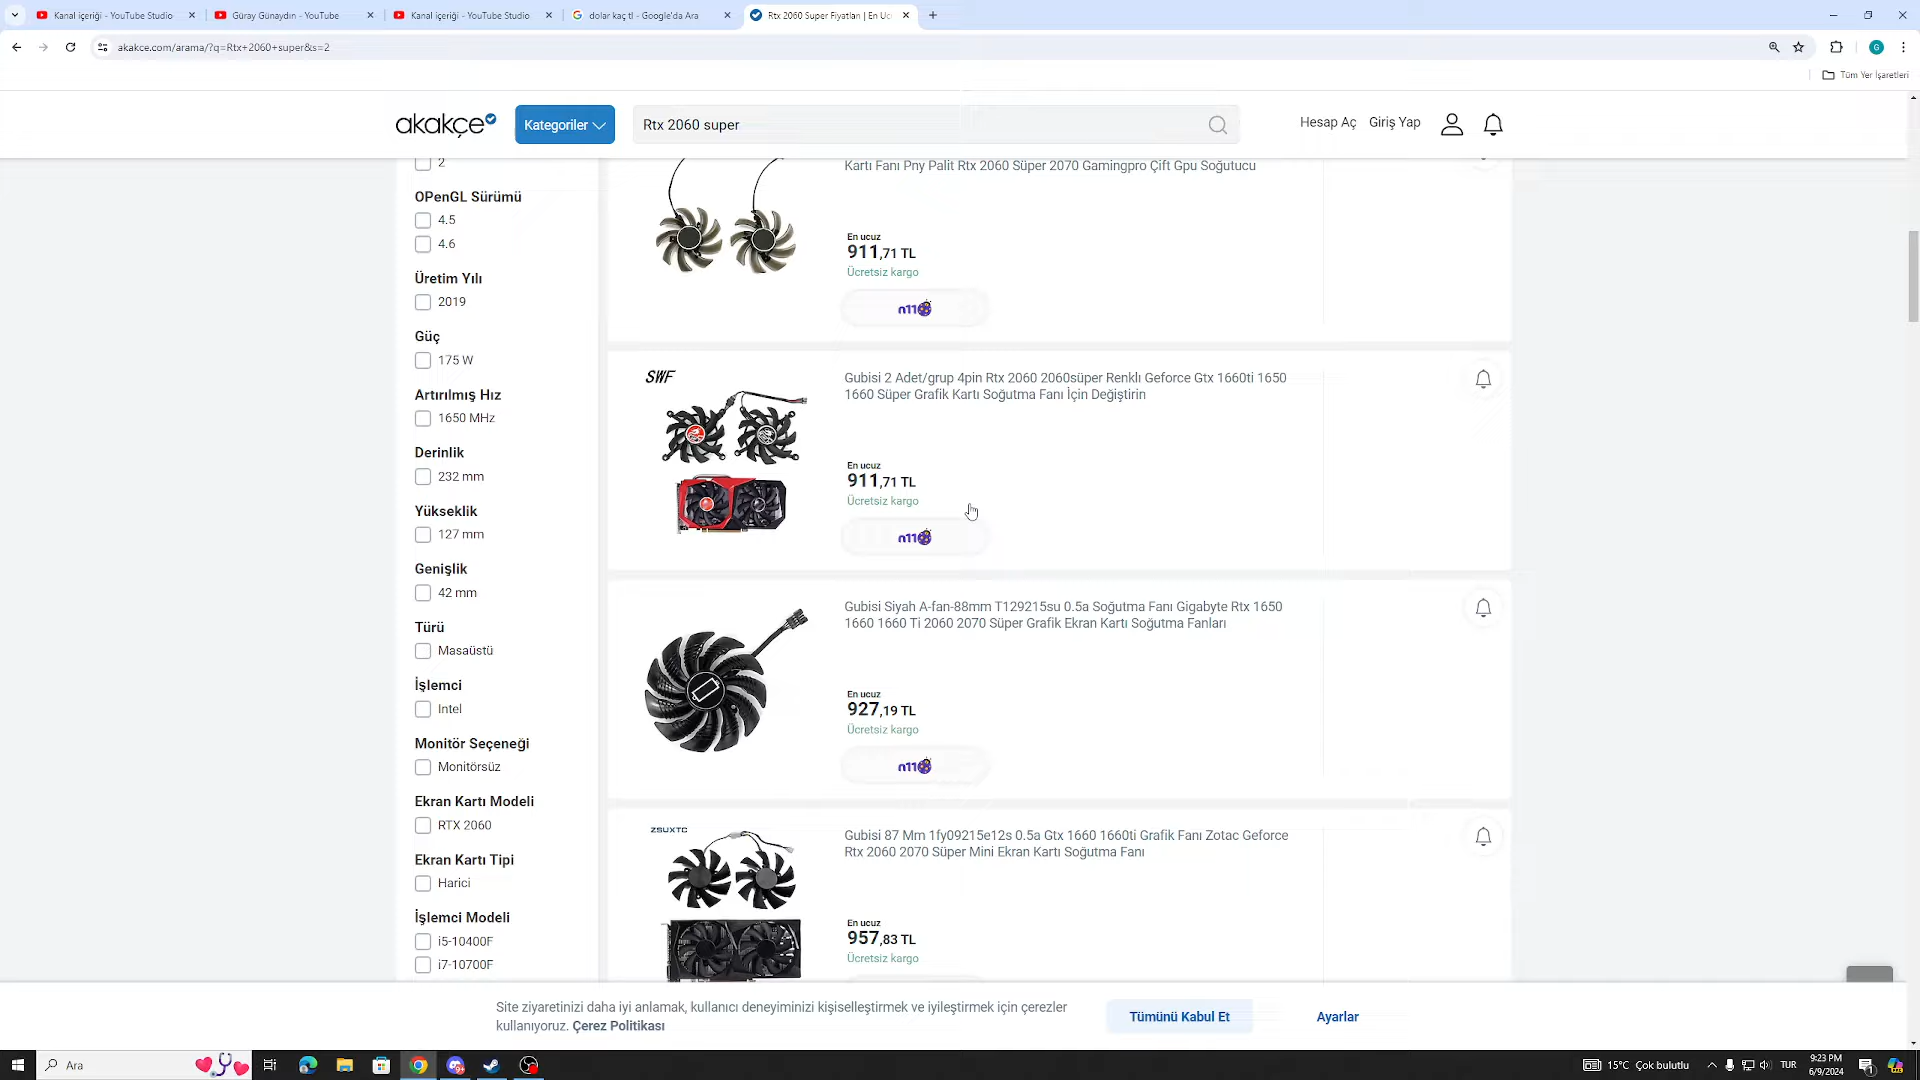 Kanal içeriği - YouTube Studio
Güray Günaydın - YouTube
Kanal içeriği - YouTube Studio
dolar kaç tl - Google'da Ara
Rtx 2060 Super Fiyatları | En Uc
akakce.com/arama/?q=Rtx+2060+super&s=2
G
Tüm Yer İşaretleri
akakçe
Kategoriler
Rtx 2060 super
Hesap Aç
Giriş Yap
2
OPenGL Sürümü
4.5
4.6
Üretim Yılı
2019
Güç
175 W
Artırılmış Hız
1650 MHz
Derinlik
232 mm
Yükseklik
127 mm
Genişlik
42 mm
Türü
Masaüstü
İşlemci
Intel
Monitör Seçeneği
Monitörsüz
Ekran Kartı Modeli
RTX 2060
Ekran Kartı Tipi
Harici
İşlemci Modeli
i5-10400F
i7-10700F
Kartı Fanı Pny Palit Rtx 2060 Süper 2070 Gamingpro Çift Gpu Soğutucu
En ucuz
911,71 TL
Ücretsiz kargo
n11
SWF
Gubisi 2 Adet/grup 4pin Rtx 2060 2060süper Renkli Geforce Gtx 1660ti 1650
1660 Süper Grafik Kartı Soğutma Fanı İçin Değiştirin
En ucuz
911,71 TL
Ücretsiz kargo
n11
Gubisi Siyah A-fan-88mm T129215su 0.5a Soğutma Fanı Gigabyte Rtx 1650
1660 1660 Ti 2060 2070 Süper Grafik Ekran Kartı Soğutma Fanları
En ucuz
927,19 TL
Ücretsiz kargo
n11
ZSUXTC
Gubisi 87 Mm 1fy09215e12s 0.5a Gtx 1660 1660ti Grafik Fanı Zotac Geforce
Rtx 2060 2070 Süper Mini Ekran Kartı Soğutma Fanı
En ucuz
957,83 TL
Ücretsiz kargo
Site ziyaretinizi daha iyi anlamak, kullanıcı deneyiminizi kişiselleştirmek ve iyileştirmek için çerezler
kullanıyoruz. Çerez Politikası
Tümünü Kabul Et
Ayarlar
Ara
15°C Çok bulutlu
TUR
9:23 PM
6/9/2024